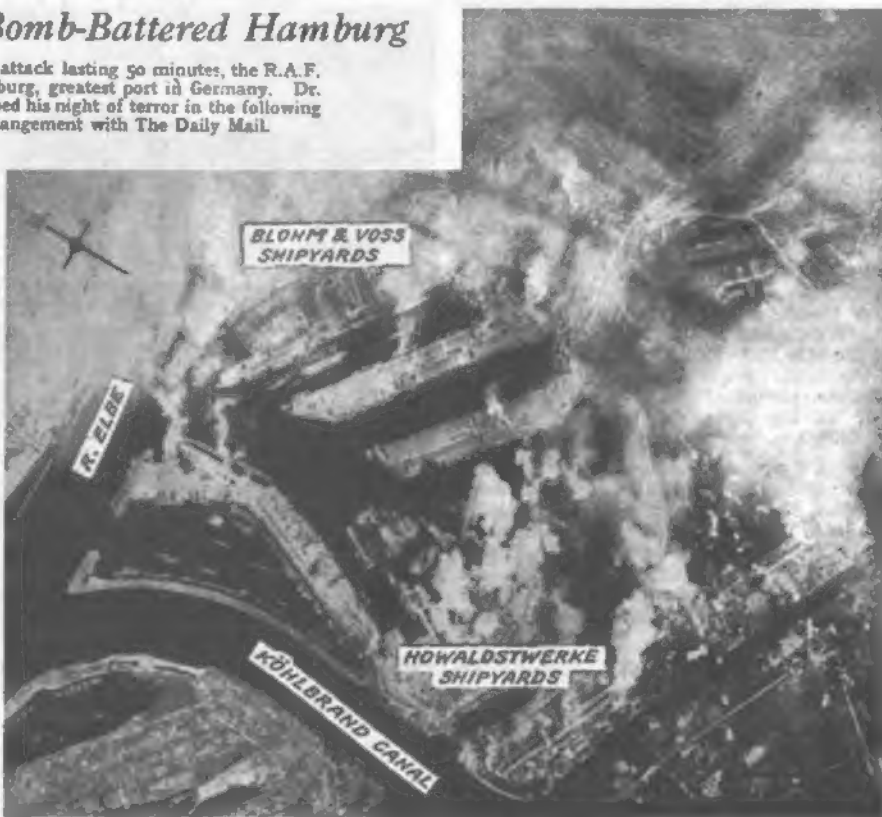 Bomb-Battered Hamburg
attack lasting 50 minutes, the R.A.F.
burg, greatest port in Germany. Dr.
bed his night of terror in the following
angement with The Daily Mail.
BLOHM & VOSS
SHIPYARDS
R. ELBE
HOWALDSTWERKE
SHIPYARDS
KÖHLBRAND CANAL